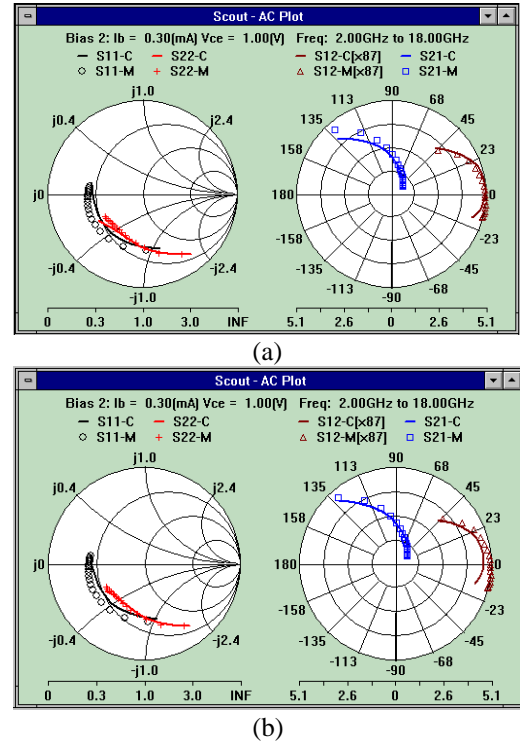 Scout - AC Plot
Bias 2: Ib = 0.30[mA] Vce = 1.00[V] Freq: 2.00GHz to 18.00GHz
S11-C S22-C S12-C[x87] S21-C
S11-M S22-M S12-M[x87] S21-M
j1.0
j0.4 j2.4
j0
-j0.4 -j2.4
-j1.0
0 0.3 1.0 3.0 INF
90
113 68
135 45
158 23
180 0
-158 -23
-135 -45
-113 -68
-90
5.1 2.6 0 2.6 5.1
(a)
Scout - AC Plot
Bias 2: Ib = 0.30[mA] Vce = 1.00[V] Freq: 2.00GHz to 18.00GHz
S11-C S22-C S12-C[x87] S21-C
S11-M S22-M S12-M[x87] S21-M
j1.0
j0.4 j2.4
j0
-j0.4 -j2.4
-j1.0
0 0.3 1.0 3.0 INF
90
113 68
135 45
158 23
180 0
-158 -23
-135 -45
-113 -68
-90
5.1 2.6 0 2.6 5.1
(b)